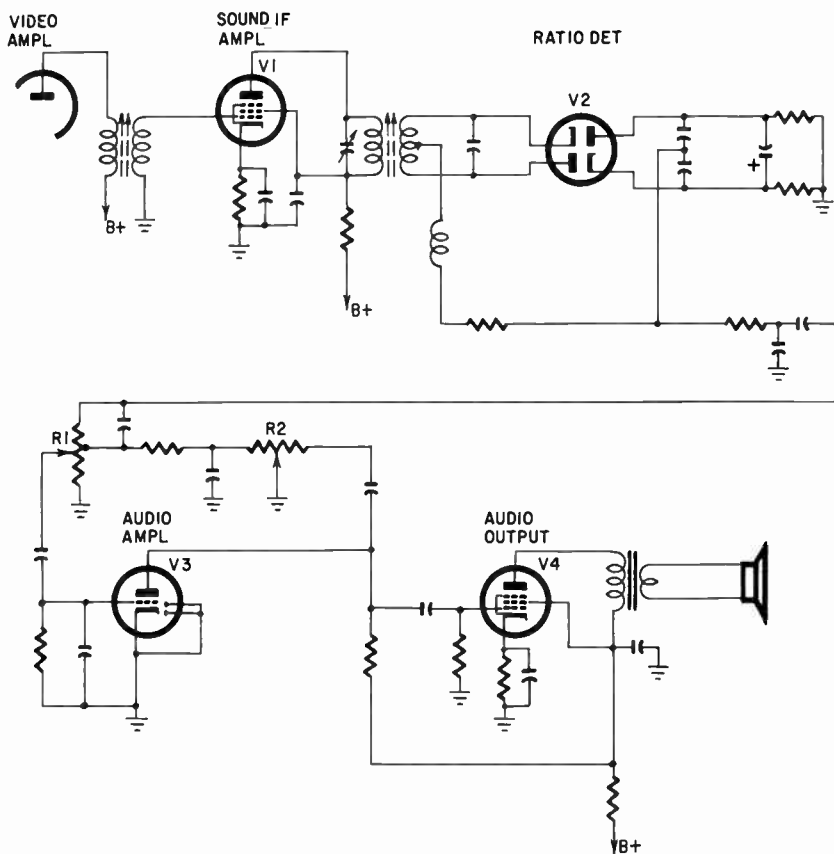 VIDEO
AMPL
SOUND IF
AMPL
V1
RATIO DET
V2
+
B+
B+
R1
R2
AUDIO
AMPL
V3
AUDIO
OUTPUT
V4
B+